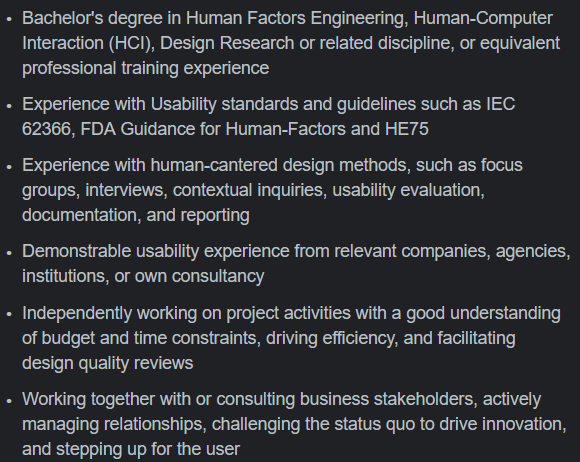 • Bachelor's degree in Human Factors Engineering, Human-Computer
Interaction (HCI), Design Research or related discipline, or equivalent
professional training experience
• Experience with Usability standards and guidelines such as IEC
62366, FDA Guidance for Human-Factors and HE75
• Experience with human-cantered design methods, such as focus
groups, interviews, contextual inquiries, usability evaluation,
documentation, and reporting
• Demonstrable usability experience from relevant companies, agencies,
institutions, or own consultancy
• Independently working on project activities with a good understanding
of budget and time constraints, driving efficiency, and facilitating
design quality reviews
• Working together with or consulting business stakeholders, actively
managing relationships, challenging the status quo to drive innovation,
and stepping up for the user